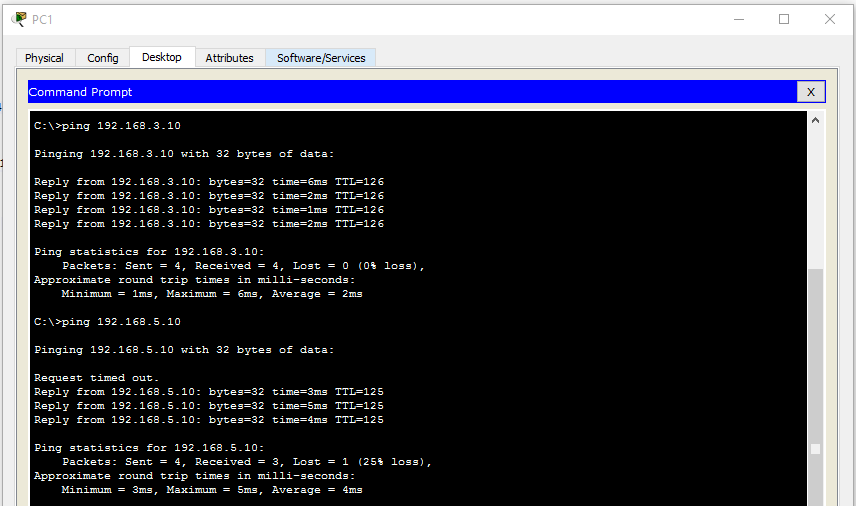 PC1
Physical Config Desktop Attributes Software/Services
Command Prompt X
C:\>ping 192.168.3.10
Pinging 192.168.3.10 with 32 bytes of data:
Reply from 192.168.3.10: bytes=32 time=6ms TTL=126
Reply from 192.168.3.10: bytes=32 time=2ms TTL=126
Reply from 192.168.3.10: bytes=32 time=1ms TTL=126
Reply from 192.168.3.10: bytes=32 time=2ms TTL=126
Ping statistics for 192.168.3.10:
Packets: Sent = 4, Received = 4, Lost = 0 (0% loss),
Approximate round trip times in milli-seconds:
Minimum = 1ms, Maximum = 6ms, Average = 2ms
C:\>ping 192.168.5.10
Pinging 192.168.5.10 with 32 bytes of data:
Request timed out.
Reply from 192.168.5.10: bytes=32 time=3ms TTL=125
Reply from 192.168.5.10: bytes=32 time=5ms TTL=125
Reply from 192.168.5.10: bytes=32 time=4ms TTL=125
Ping statistics for 192.168.5.10:
Packets: Sent = 4, Received = 3, Lost = 1 (25% loss),
Approximate round trip times in milli-seconds:
Minimum = 3ms, Maximum = 5ms, Average = 4ms